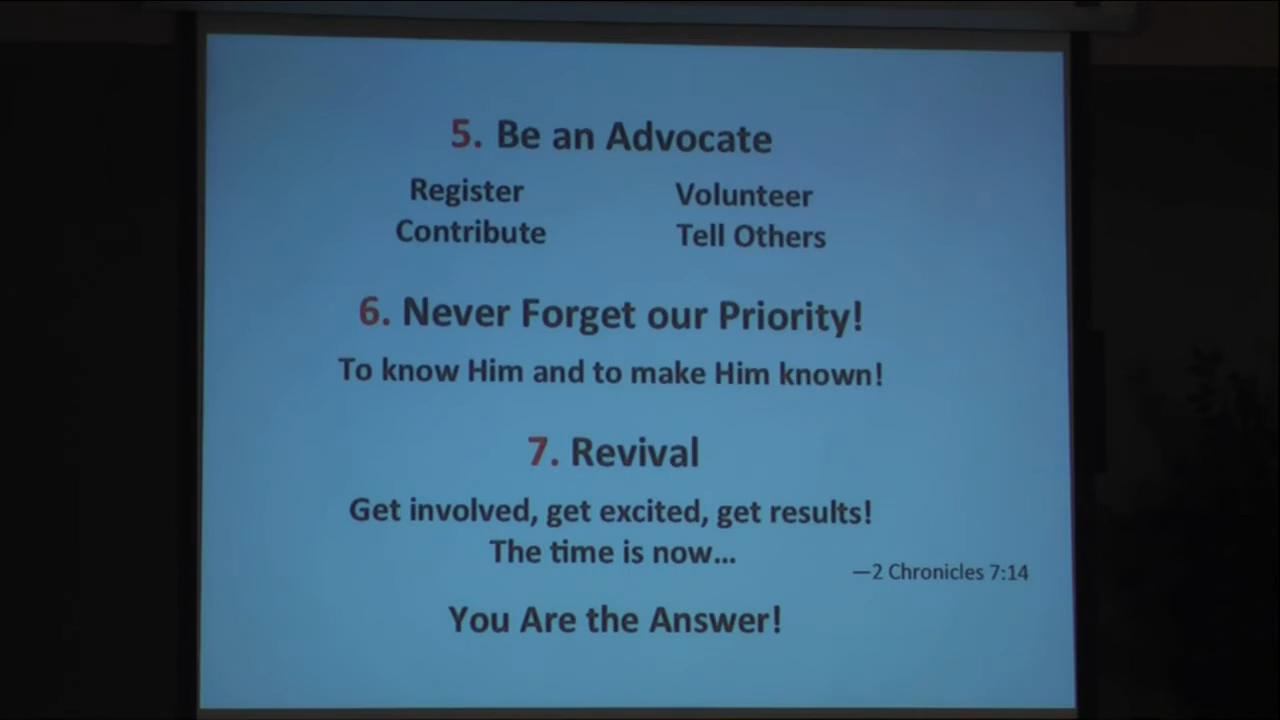 5. Be an Advocate
Register Volunteer
Contribute Tell Others
6. Never Forget our Priority!
To know Him and to make Him known!
7. Revival
Get involved, get excited, get results!
The time is now...
—2 Chronicles 7:14
You Are the Answer!